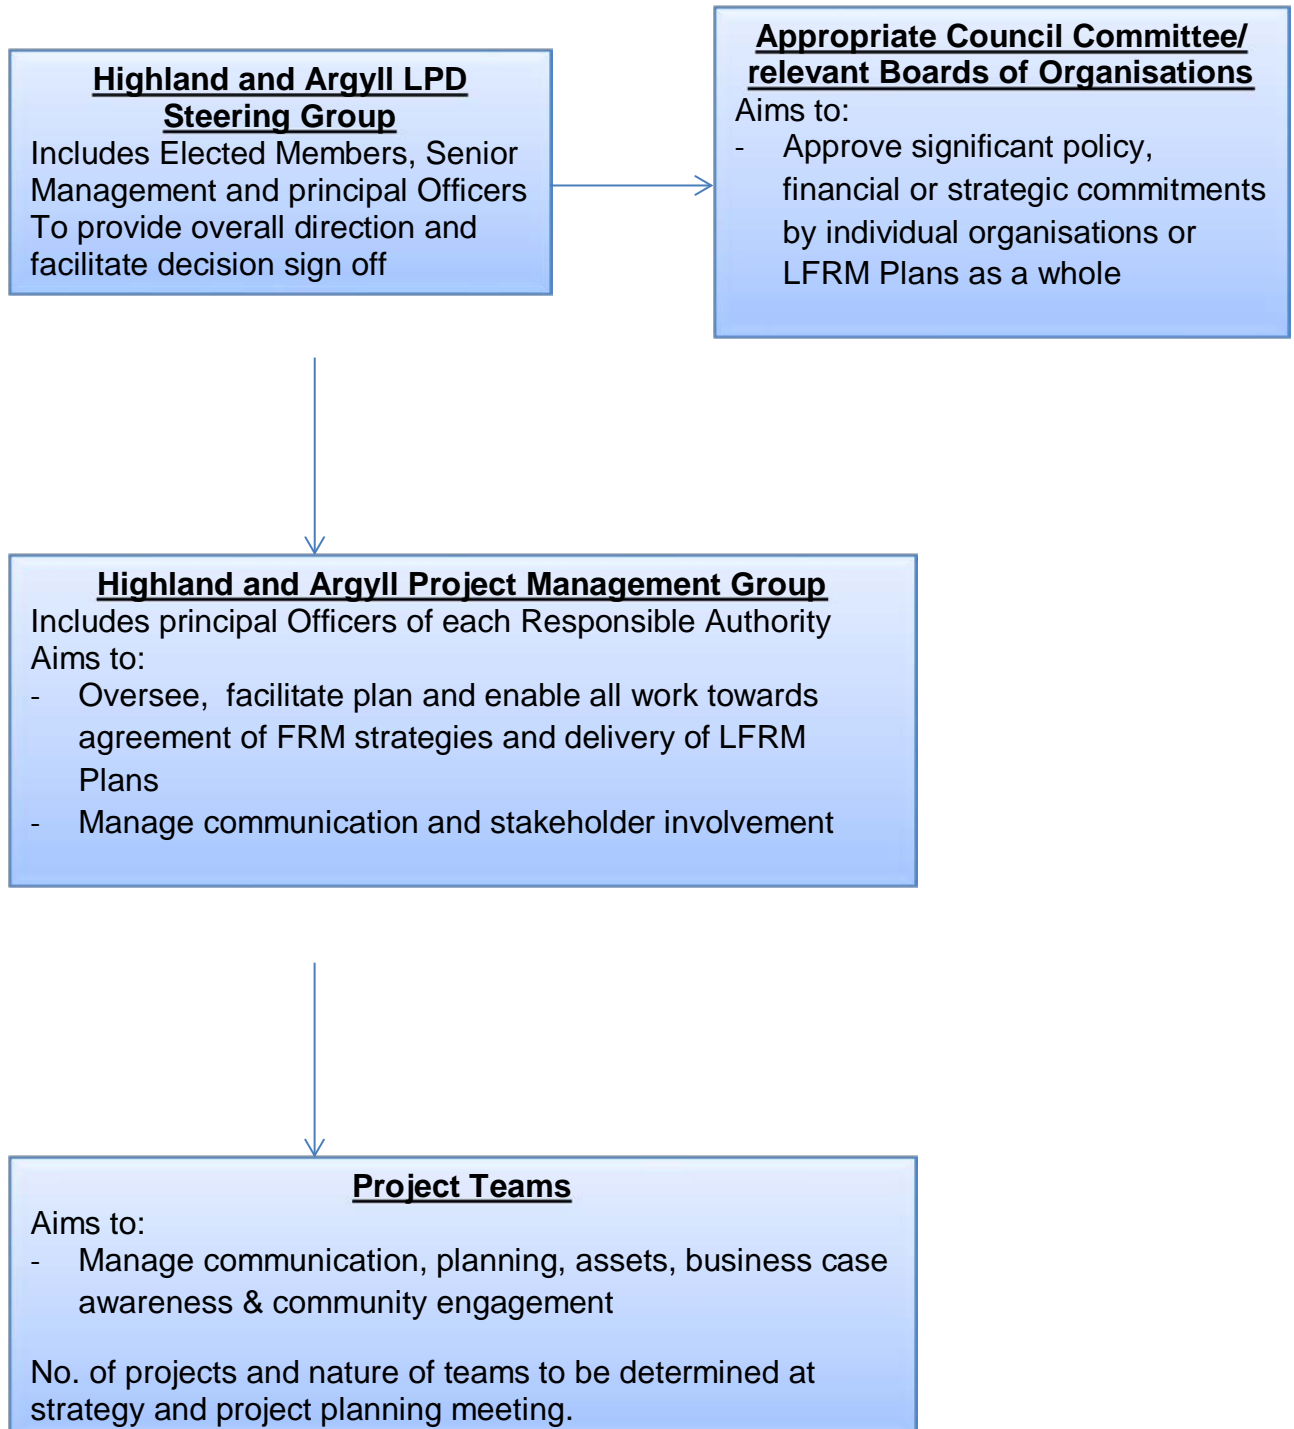 Highland and Argyll LPD
Steering Group
Includes Elected Members, Senior
Management and principal Officers
To provide overall direction and
facilitate decision sign off
Appropriate Council Committee/
relevant Boards of Organisations
Aims to:
- Approve significant policy,
financial or strategic commitments
by individual organisations or
LFRM Plans as a whole
Highland and Argyll Project Management Group
Includes principal Officers of each Responsible Authority
Aims to:
- Oversee, facilitate plan and enable all work towards
agreement of FRM strategies and delivery of LFRM
Plans
- Manage communication and stakeholder involvement
Project Teams
Aims to:
- Manage communication, planning, assets, business case
awareness & community engagement
No. of projects and nature of teams to be determined at
strategy and project planning meeting.